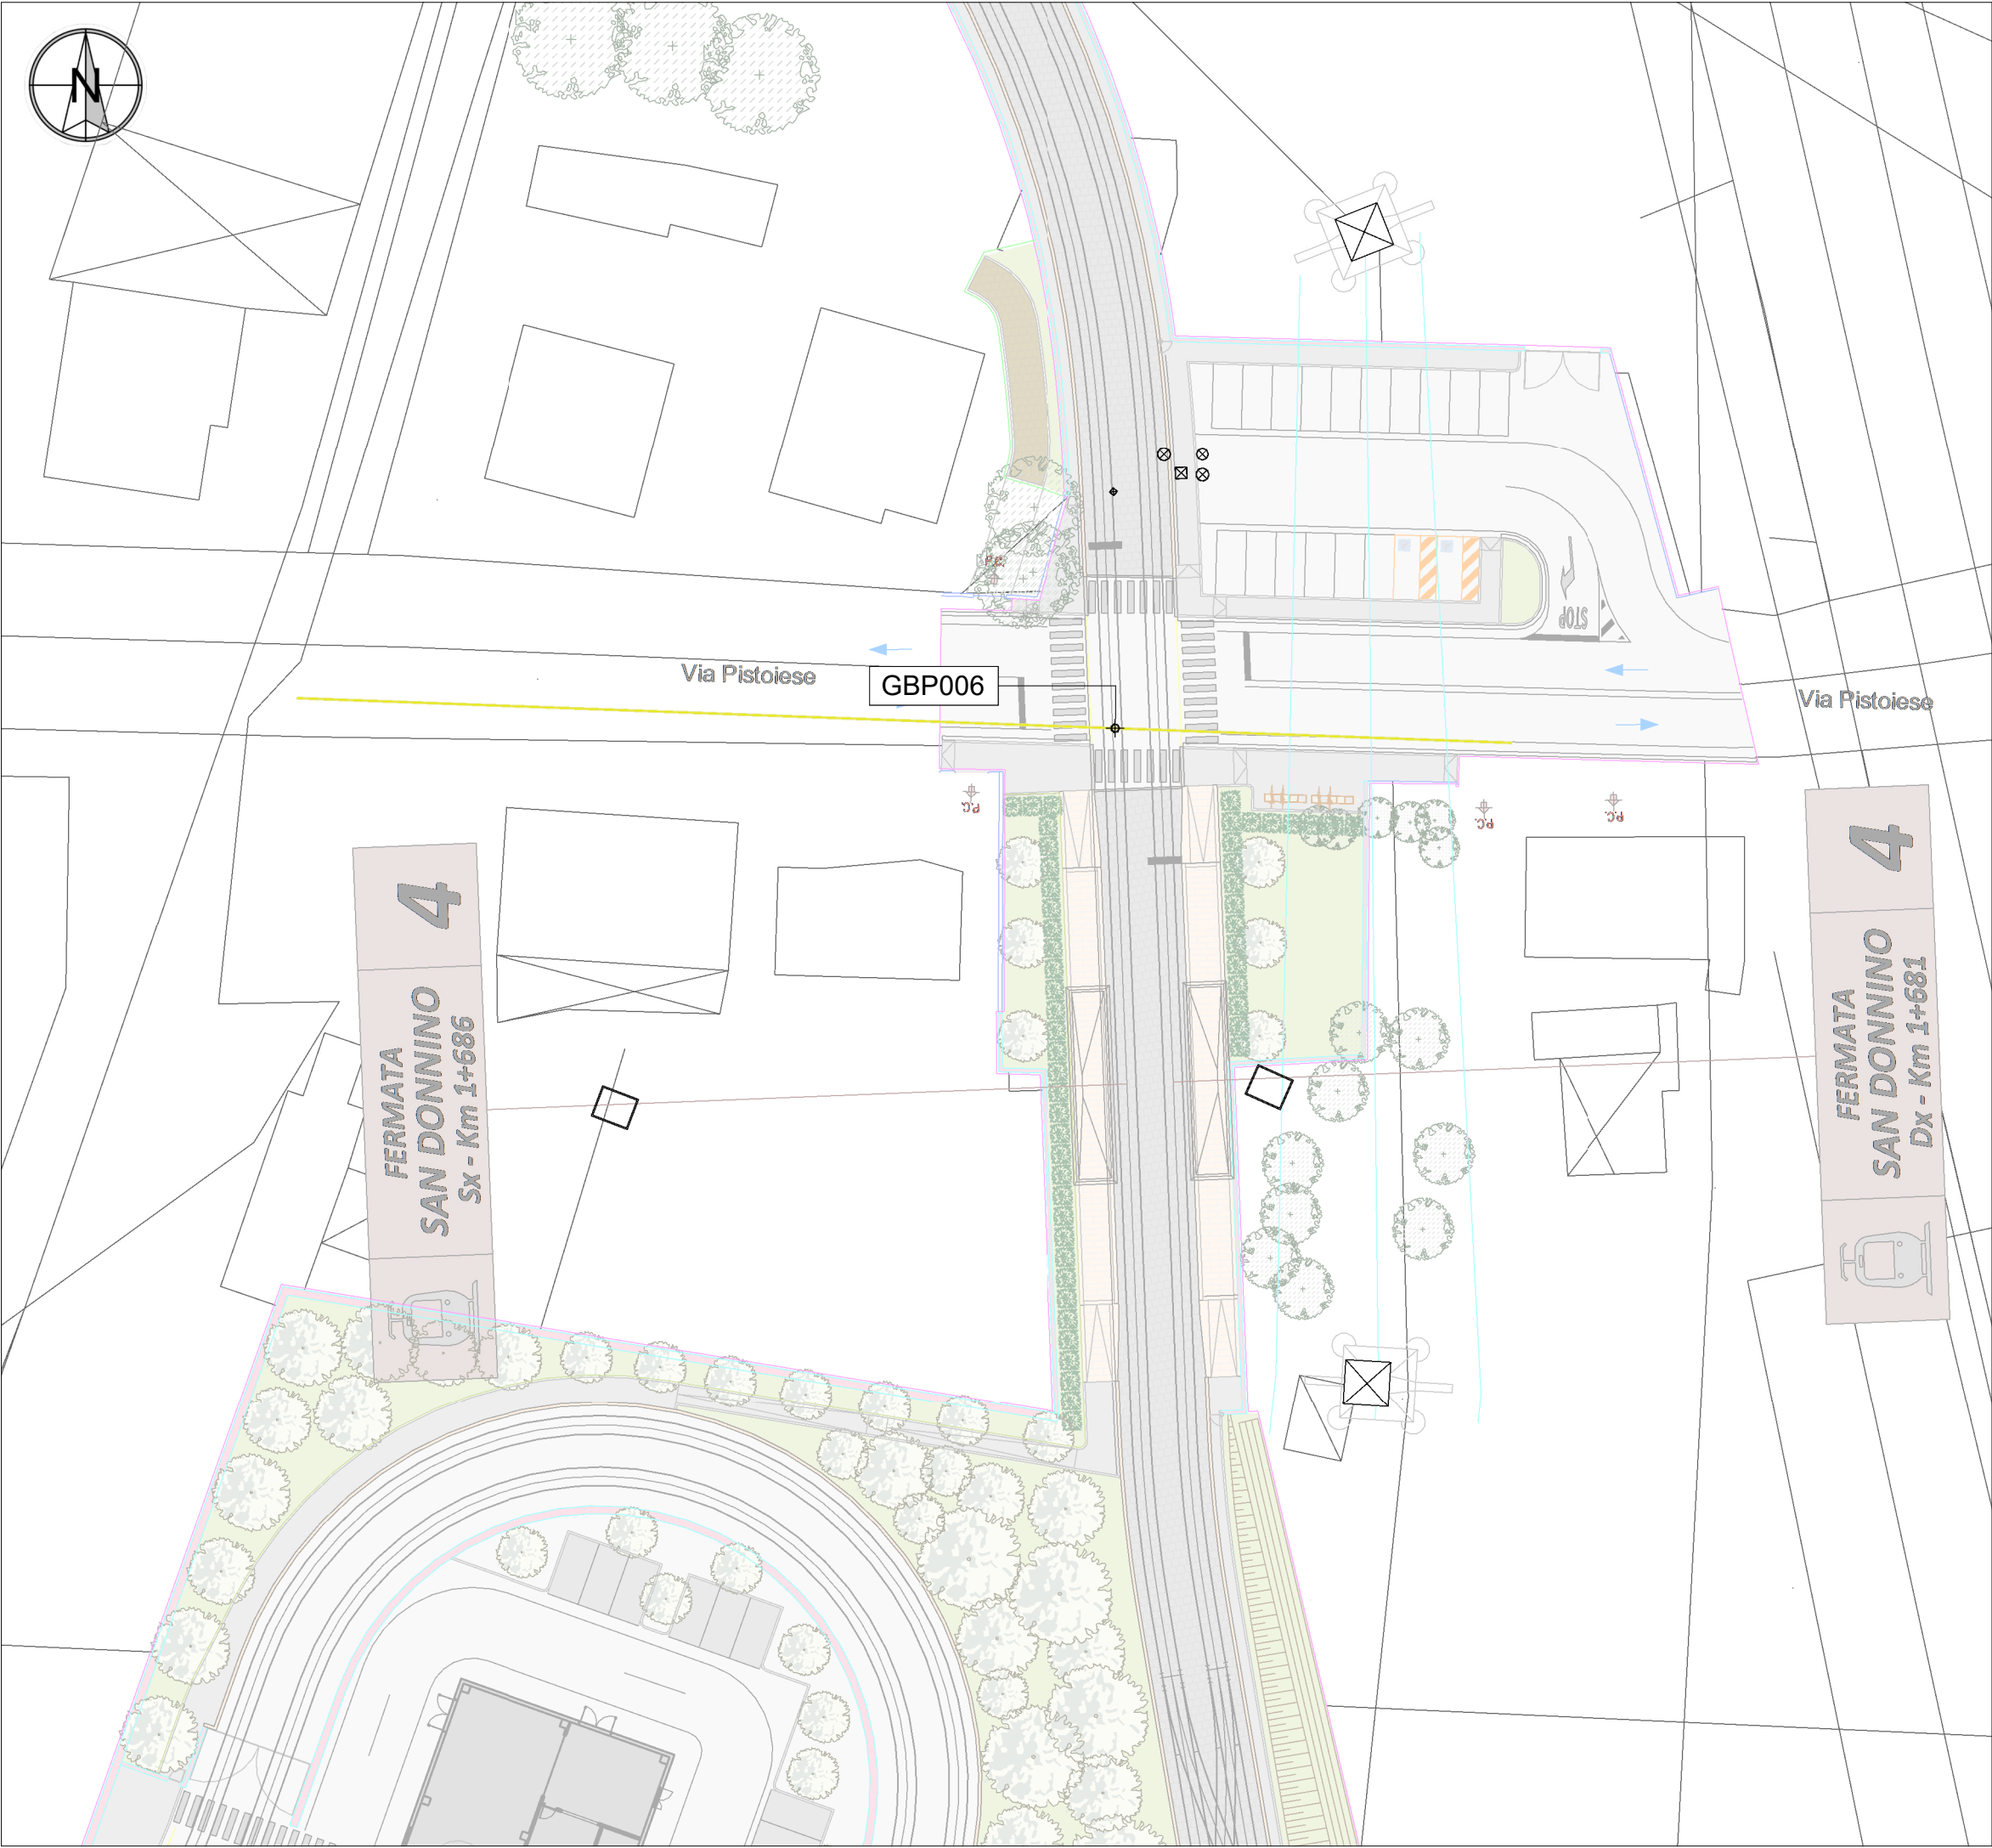 N
P.C.
STOP
Via Pistoiese
GBP006
Via Pistoiese
P.C.
P.C.
P.C.
4
FERMATA
SAN DONNINO
Sx - Km 1+686
4
FERMATA
SAN DONNINO
Dx - Km 1+681